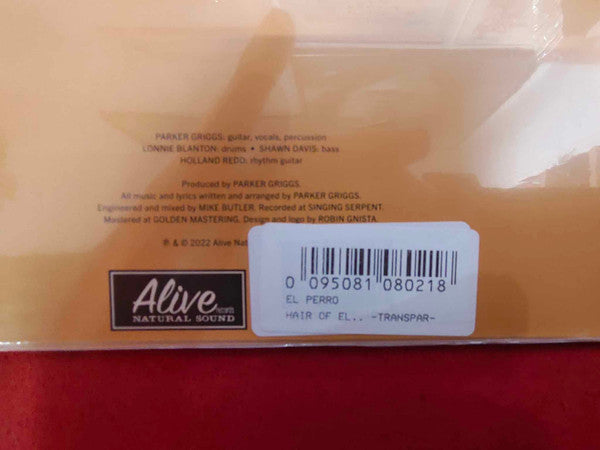 PARKER GRIGGS: guitar, vocals, percussion
LONNIE BLANTON: drums • SHAWN DAVIS: bass
HOLLAND REDD: rhythm guitar
Produced by PARKER GRIGGS.
All music and lyrics written and arranged by PARKER GRIGGS.
Engineered and mixed by MIKE BUTLER. Recorded at SINGING SERPENT.
Mastered at GOLDEN MASTERING. Design and logo by ROBIN GNISTA.
℗ & © 2022 Alive
Alive records
NATURAL SOUND
0 095081 080218
EL PERRO
HAIR OF EL.. -TRANSPAR-